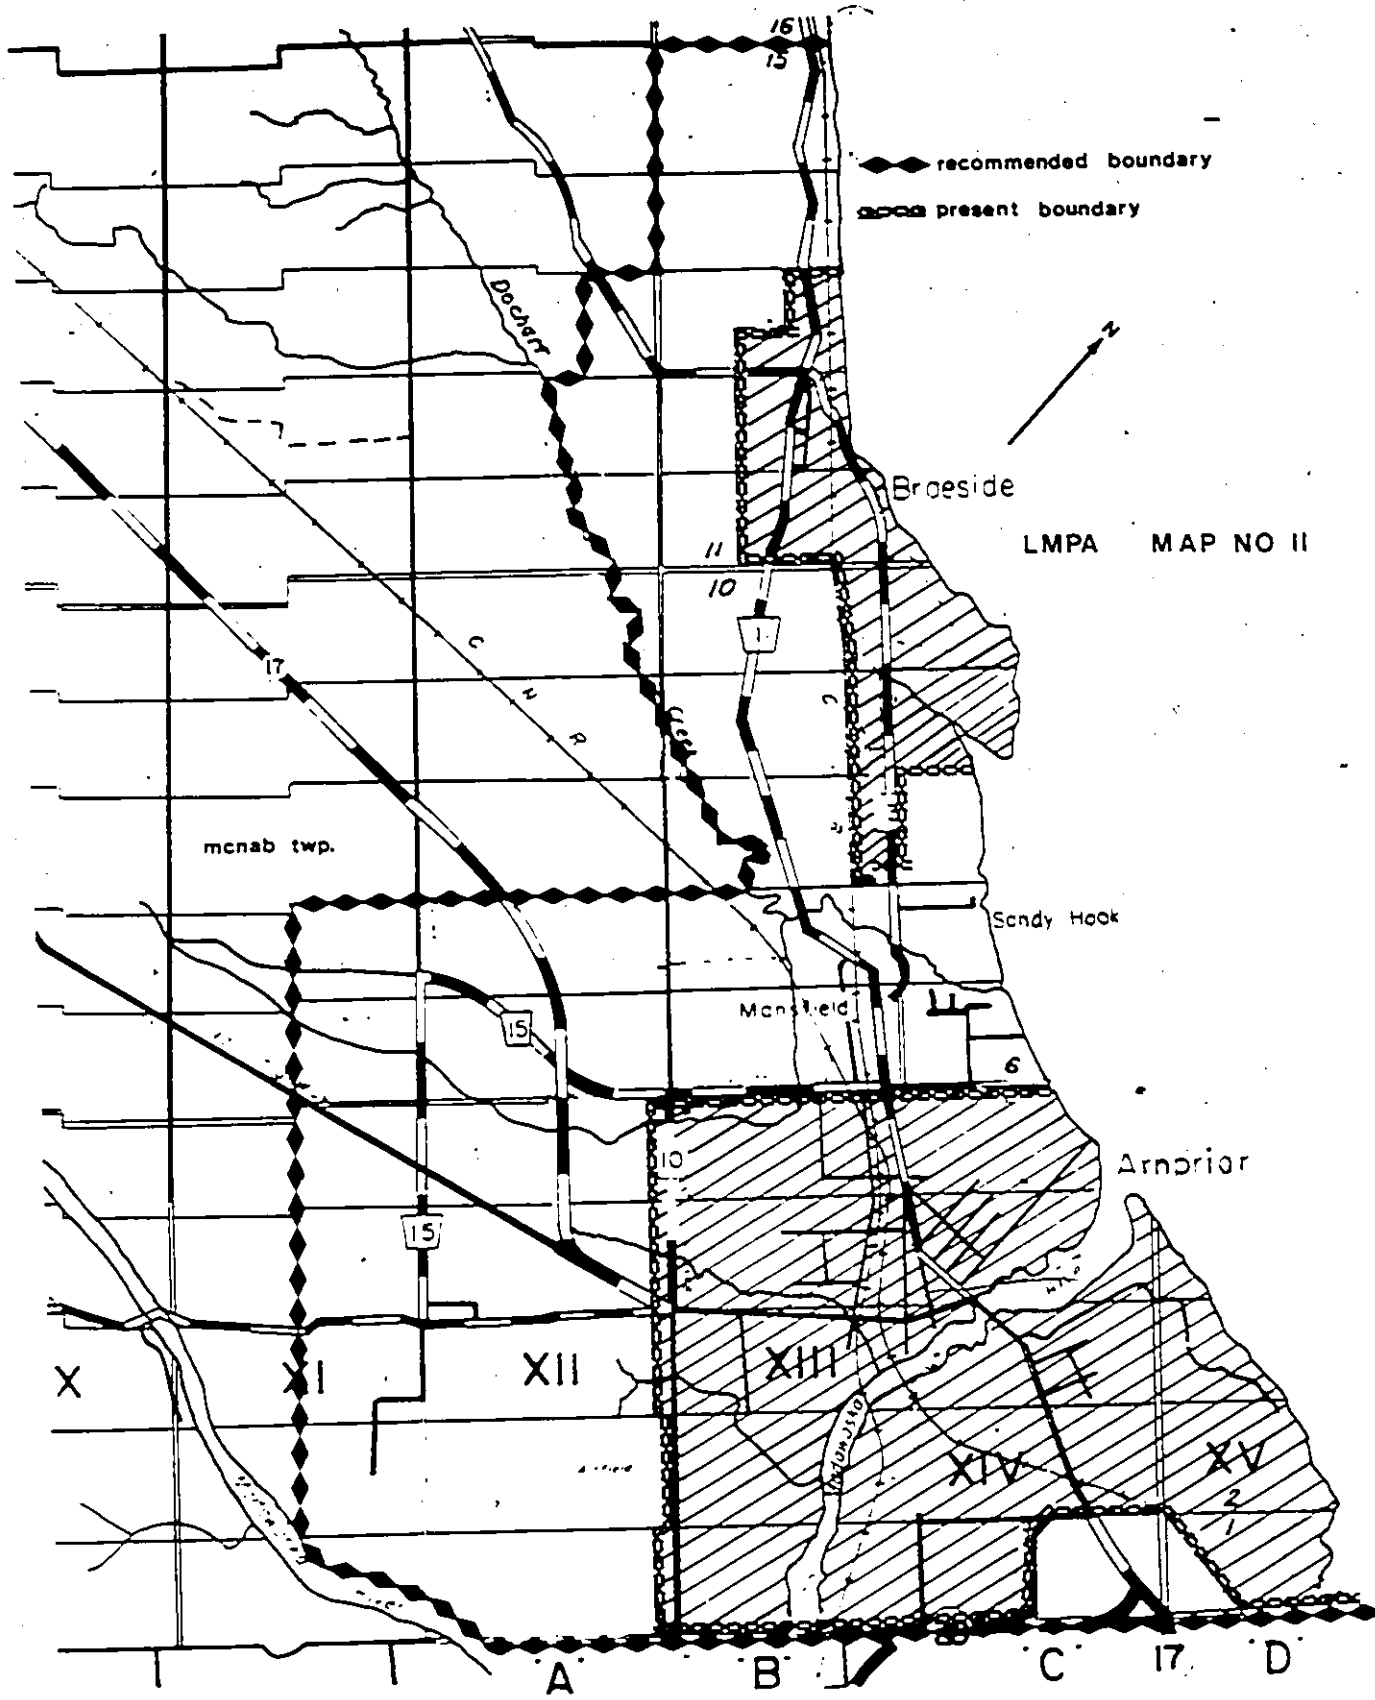 16
15
recommended boundary
present boundary
Dochart
N
Braeside
LMPA MAP NO II
11
10
1
C
N
R
17
Creek
C
P
mcnab twp.
Sandy Hook
Mansfield
15
6
10
Arnprior
15
X
XI
XII
XIII
Airfield
XIV
XV
2
1
'A'
'B'
'C'
17
'D'